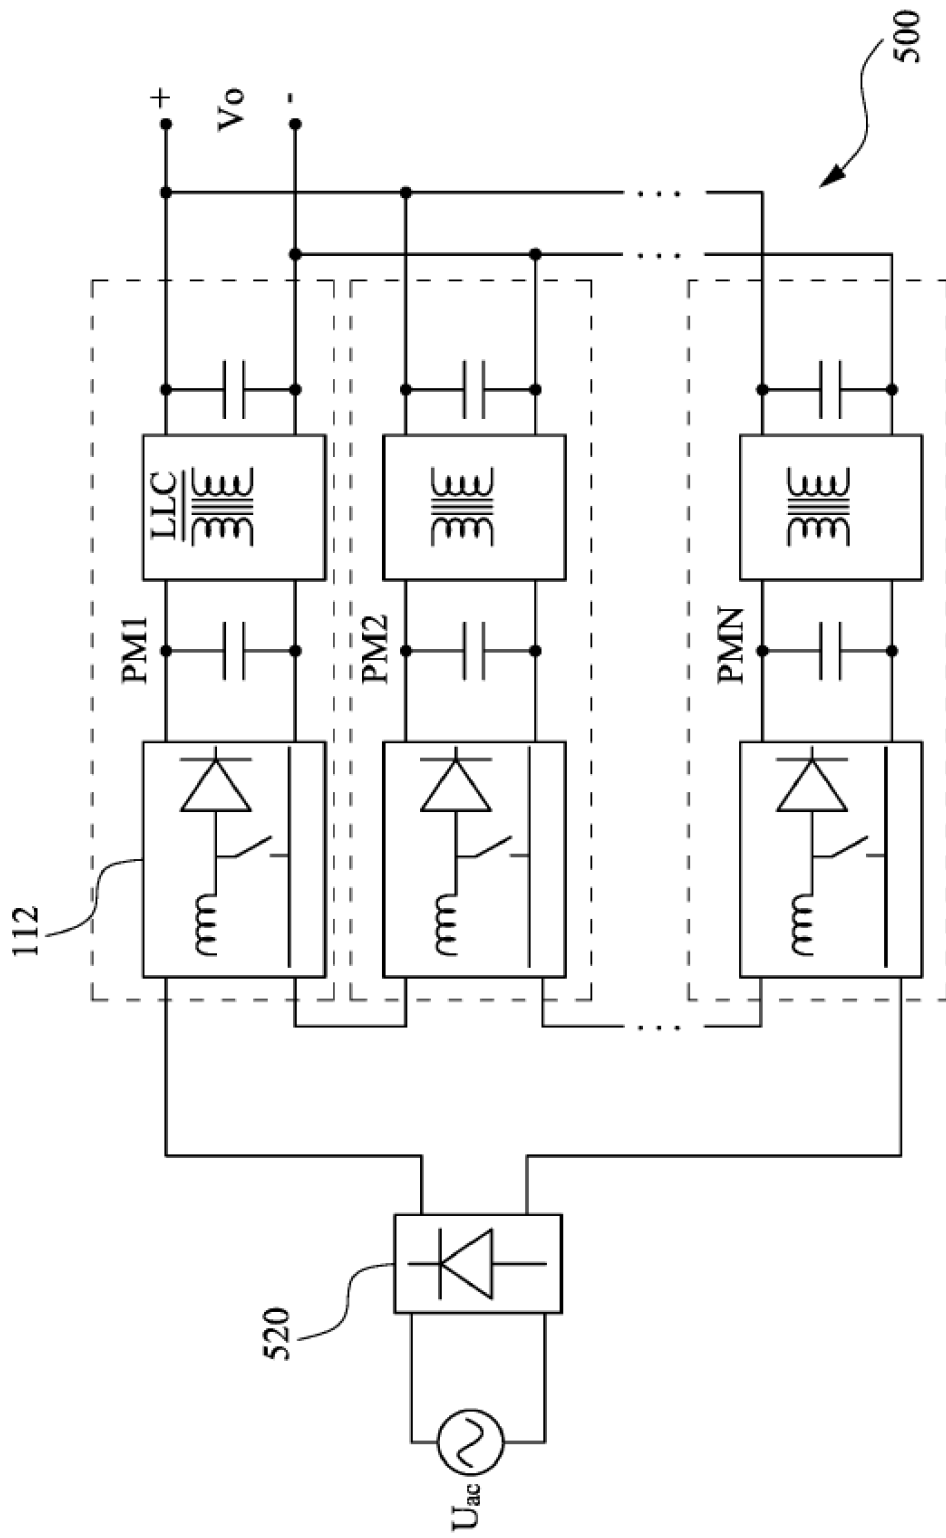 500
+
Vo
-
LLC
PM1
PM2
PMN
. . .
. . .
. . .
112
520
Uac